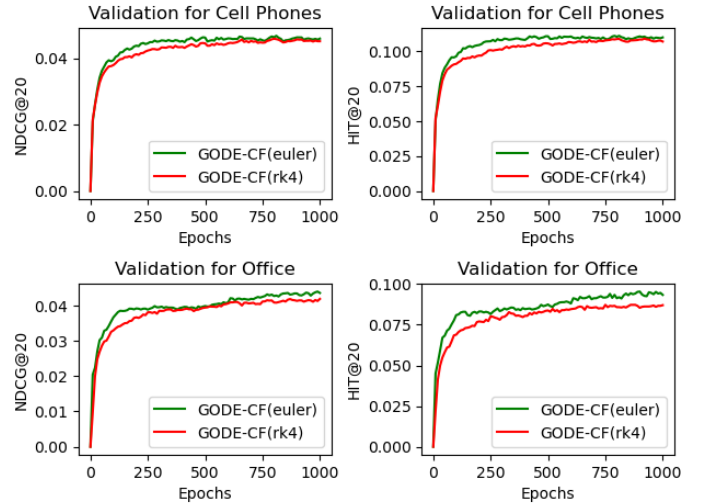 Validation for Cell Phones
NDCG@20
0.04
0.02
0.00
GODE-CF(euler)
GODE-CF(rk4)
0
250
500
750
1000
Epochs
Validation for Cell Phones
HIT@20
0.100
0.075
0.050
0.025
0.000
GODE-CF(euler)
GODE-CF(rk4)
0
250
500
750
1000
Epochs
Validation for Office
NDCG@20
0.04
0.03
0.02
0.01
0.00
GODE-CF(euler)
GODE-CF(rk4)
0
250
500
750
1000
Epochs
Validation for Office
HIT@20
0.100
0.075
0.050
0.025
0.000
GODE-CF(euler)
GODE-CF(rk4)
0
250
500
750
1000
Epochs